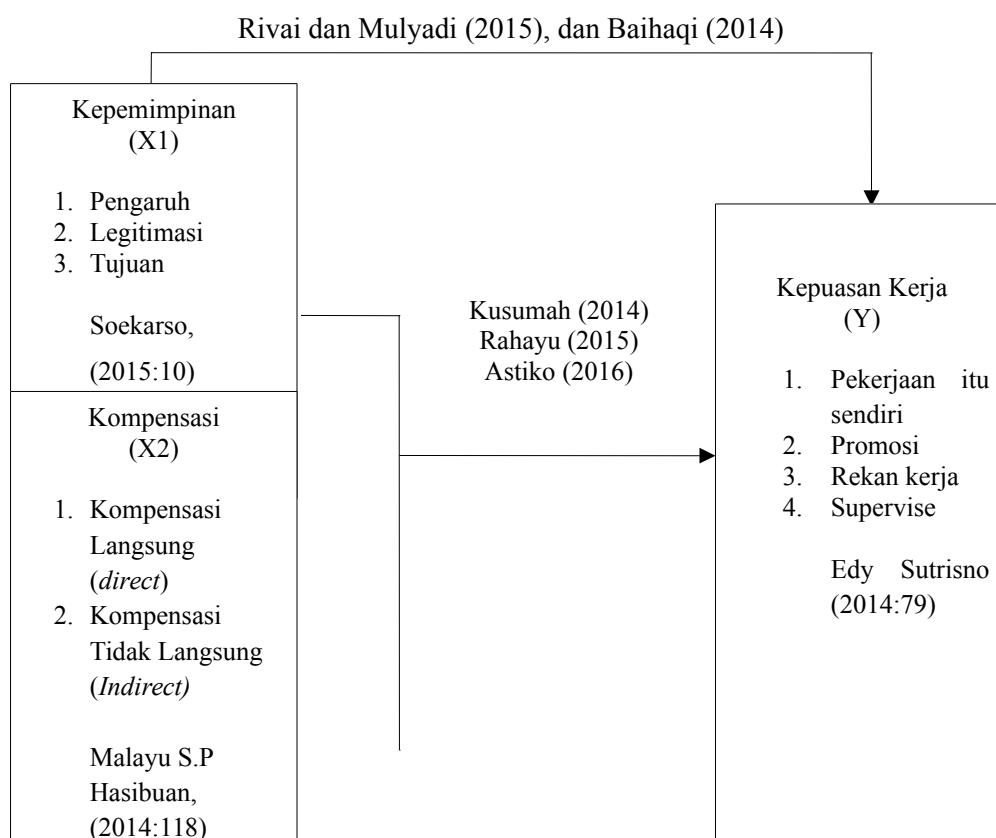 Rivai dan Mulyadi (2015), dan Baihaqi (2014)
Kepemimpinan
(X1)
1. Pengaruh
2. Legitimasi
3. Tujuan
Soekarso,
(2015:10)
Kompensasi
(X2)
1. Kompensasi
Langsung
(direct)
2. Kompensasi
Tidak Langsung
(Indirect)
Malayu S.P
Hasibuan,
(2014:118)
Kusumah (2014)
Rahayu (2015)
Astiko (2016)
Kepuasan Kerja
(Y)
1. Pekerjaan itu
sendiri
2. Promosi
3. Rekan kerja
4. Supervise
Edy Sutrisno
(2014:79)